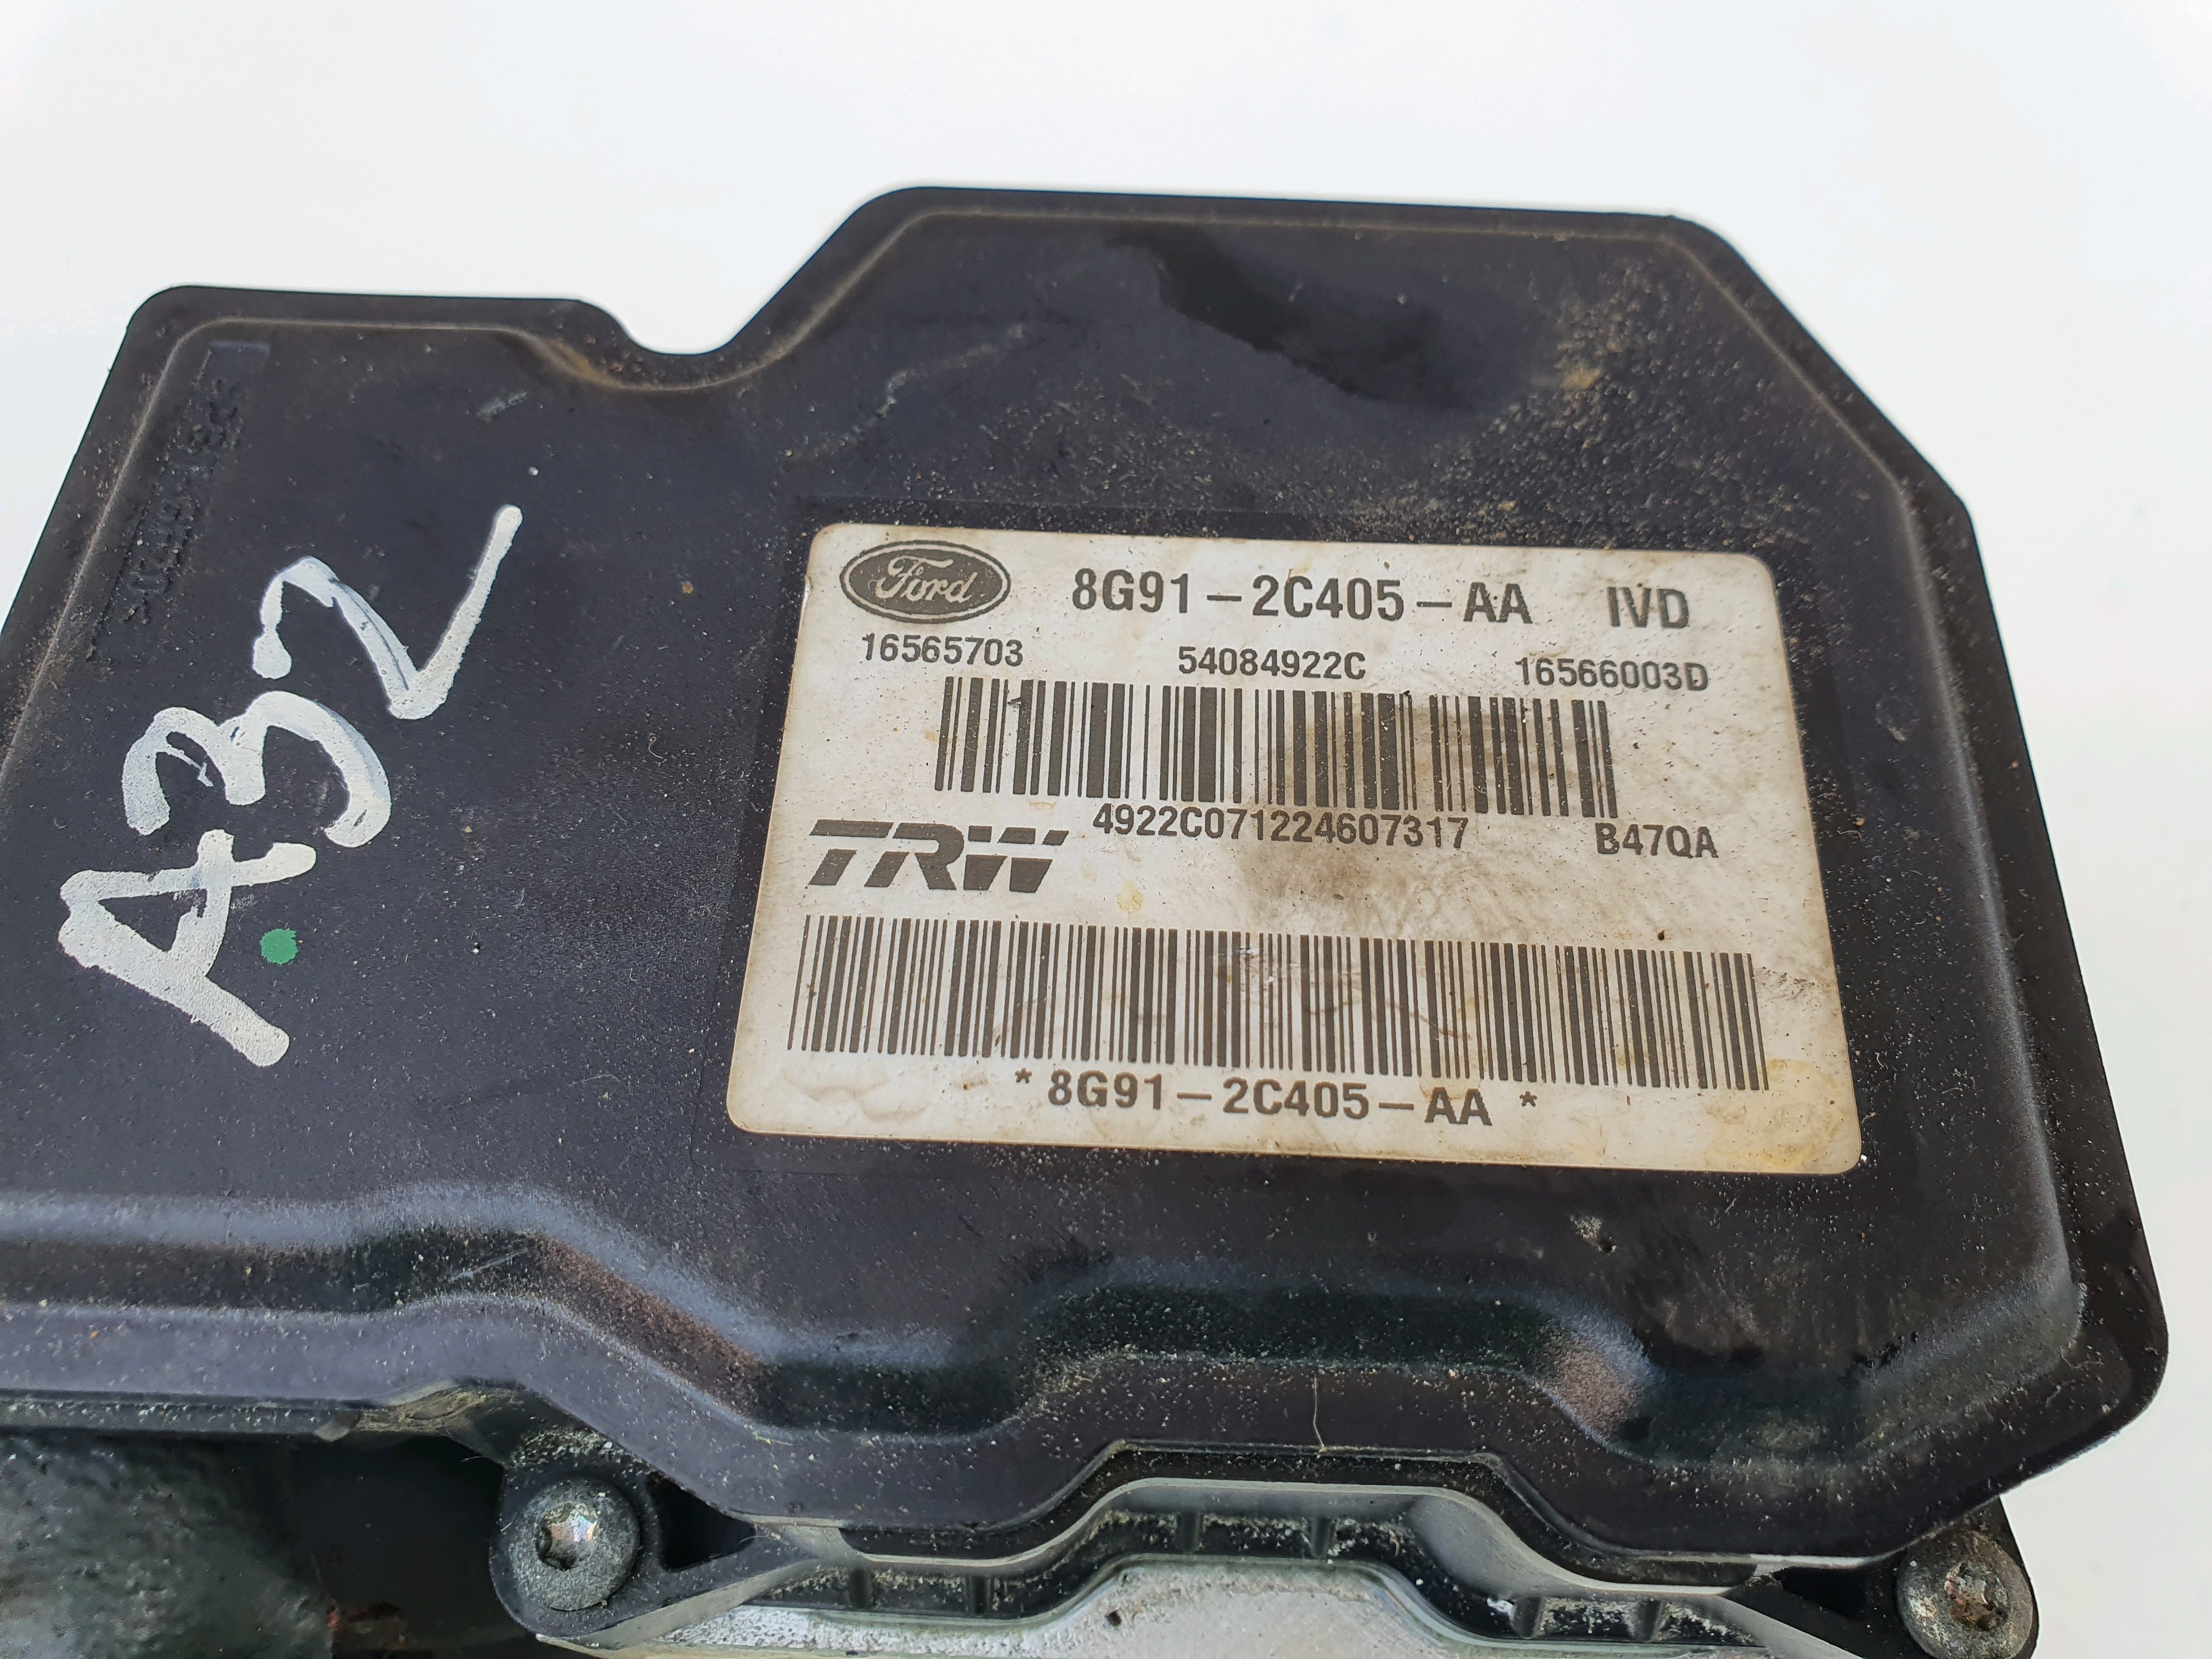 Ford 8G91-2C405-AA IVD
16565703 54084922C 16566003D
4922C071224607317 B47QA
TRW
*8G91-2C405-AA*
A32